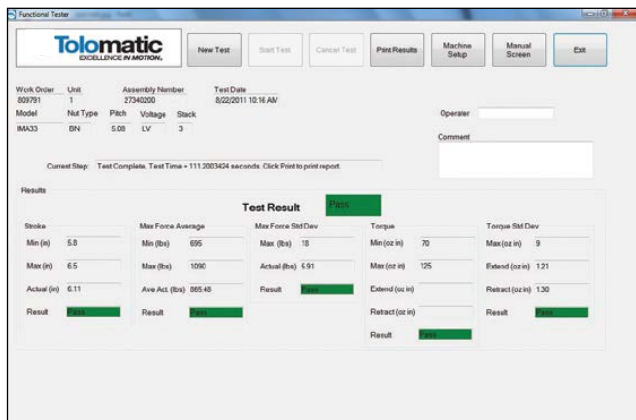 Functional Tester
Tolomatic
EXCELLENCE IN MOTION.
New Test Start Test Cancel Test Print Results Machine Setup Manual Screen Exit
Work Order Unit Assembly Number Test Date
809791 1 27340200 8/22/2011 10:16 AM
Model Nut Type Pitch Voltage Stack Operator
IMA33 BN 5.08 LV 3
Comment
Current Step: Test Complete. Test Time = 111.2003424 seconds. Click Print to print report.
Results
Test Result Pass
Stroke Max Force Average Max Force Std Dev Torque Torque Std Dev
Min (in) 5.8 Min (lbs) 695 Max (lbs) 18 Min (oz in) 70 Max (oz in) 9
Max (in) 6.5 Max (lbs) 1090 Actual (lbs) 5.91 Max (oz in) 125 Extend (oz in) 1.21
Actual (in) 6.11 Ave Act. (lbs) 865.48 Result Pass Extend (oz in) Retract (oz in) 1.30
Result Pass Result Pass Retract (oz in) Result Pass
Result Pass